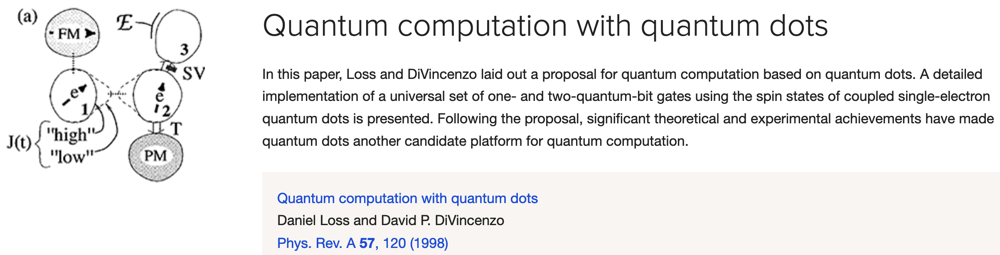 (a)
FM
ℰ
3
SV
e
1
e
2
J(t)
"high"
"low"
T
PM
Quantum computation with quantum dots
In this paper, Loss and DiVincenzo laid out a proposal for quantum computation based on quantum dots. A detailed
implementation of a universal set of one- and two-quantum-bit gates using the spin states of coupled single-electron
quantum dots is presented. Following the proposal, significant theoretical and experimental achievements have made
quantum dots another candidate platform for quantum computation.
Quantum computation with quantum dots
Daniel Loss and David P. DiVincenzo
Phys. Rev. A 57, 120 (1998)